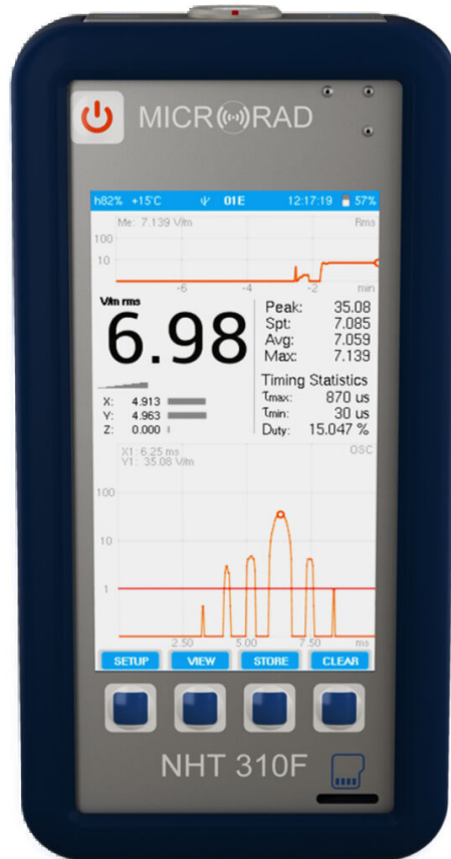 MICRORAD
h82% +15°C 01E 12:17:19 57%
Me: 7.139 V/m Rms
100
10
-6 -4 -2 min
V/m rms
6.98
Peak: 35.08
Spt: 7.085
Avg: 7.059
Max: 7.139
Timing Statistics
τmax: 870 us
τmin: 30 us
Duty: 15.047 %
X: 4.913
Y: 4.963
Z: 0.000
X1: 6.25 ms OSC
Y1: 35.08 V/m
100
10
1
2.50 5.00 7.50 ms
SETUP VIEW STORE CLEAR
NHT 310F